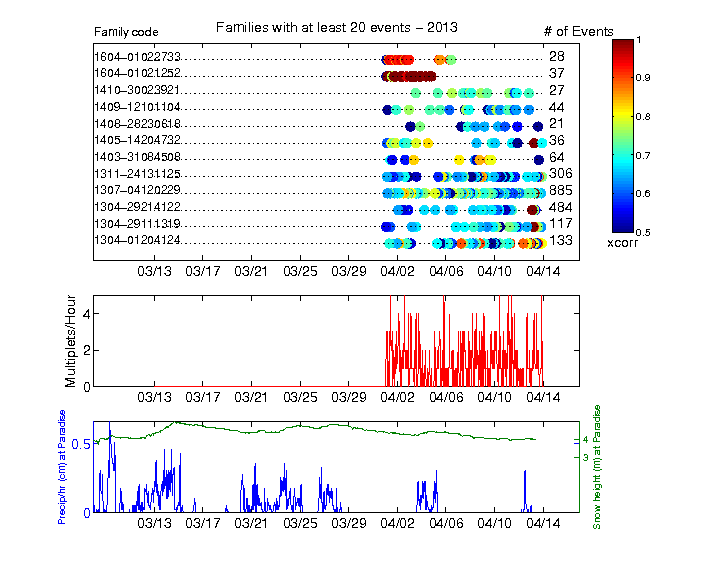 Family code
Families with at least 20 events – 2013
# of Events
1604–01022733 28
1604–01021252 37
1410–30023921 27
1409–12101104 44
1408–28230618 21
1405–14204732 36
1403–31084508 64
1311–24131125 306
1307–04120229 885
1304–29214122 484
1304–29111319 117
1304–01204124 133
03/13 03/17 03/21 03/25 03/29 04/02 04/06 04/10 04/14
1
0.9
0.8
0.7
0.6
0.5
xcorr
Multiplets/Hour
4
2
0
03/13 03/17 03/21 03/25 03/29 04/02 04/06 04/10 04/14
Precip/hr (cm) at Paradise
0.5
0
4
3
Snow height (m) at Paradise
03/13 03/17 03/21 03/25 03/29 04/02 04/06 04/10 04/14